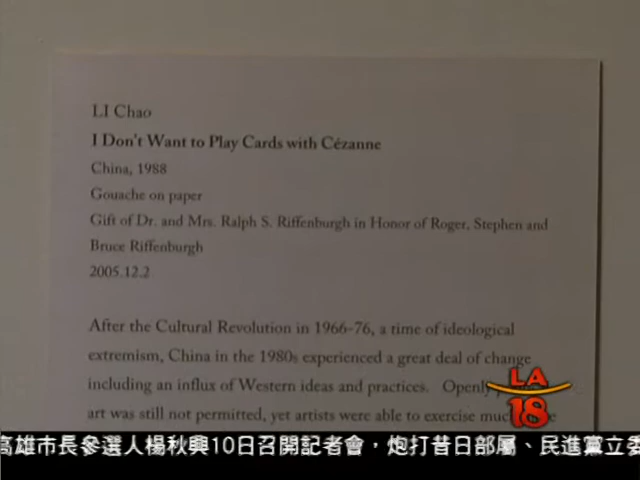 LI Chao
I Don't Want to Play Cards with Cézanne
China, 1988
Gouache on paper
Gift of Dr. and Mrs. Ralph S. Riffenburgh in Honor of Roger, Stephen and
Bruce Riffenburgh
2005.12.2
After the Cultural Revolution in 1966-76, a time of ideological
extremism, China in the 1980s experienced a great deal of change
including an influx of Western ideas and practices. Openly
art was still not permitted, yet artists were able to exercise
LA
18
高雄市長參選人楊秋興10日召開記者會，炮打昔日部屬、民進黨立委